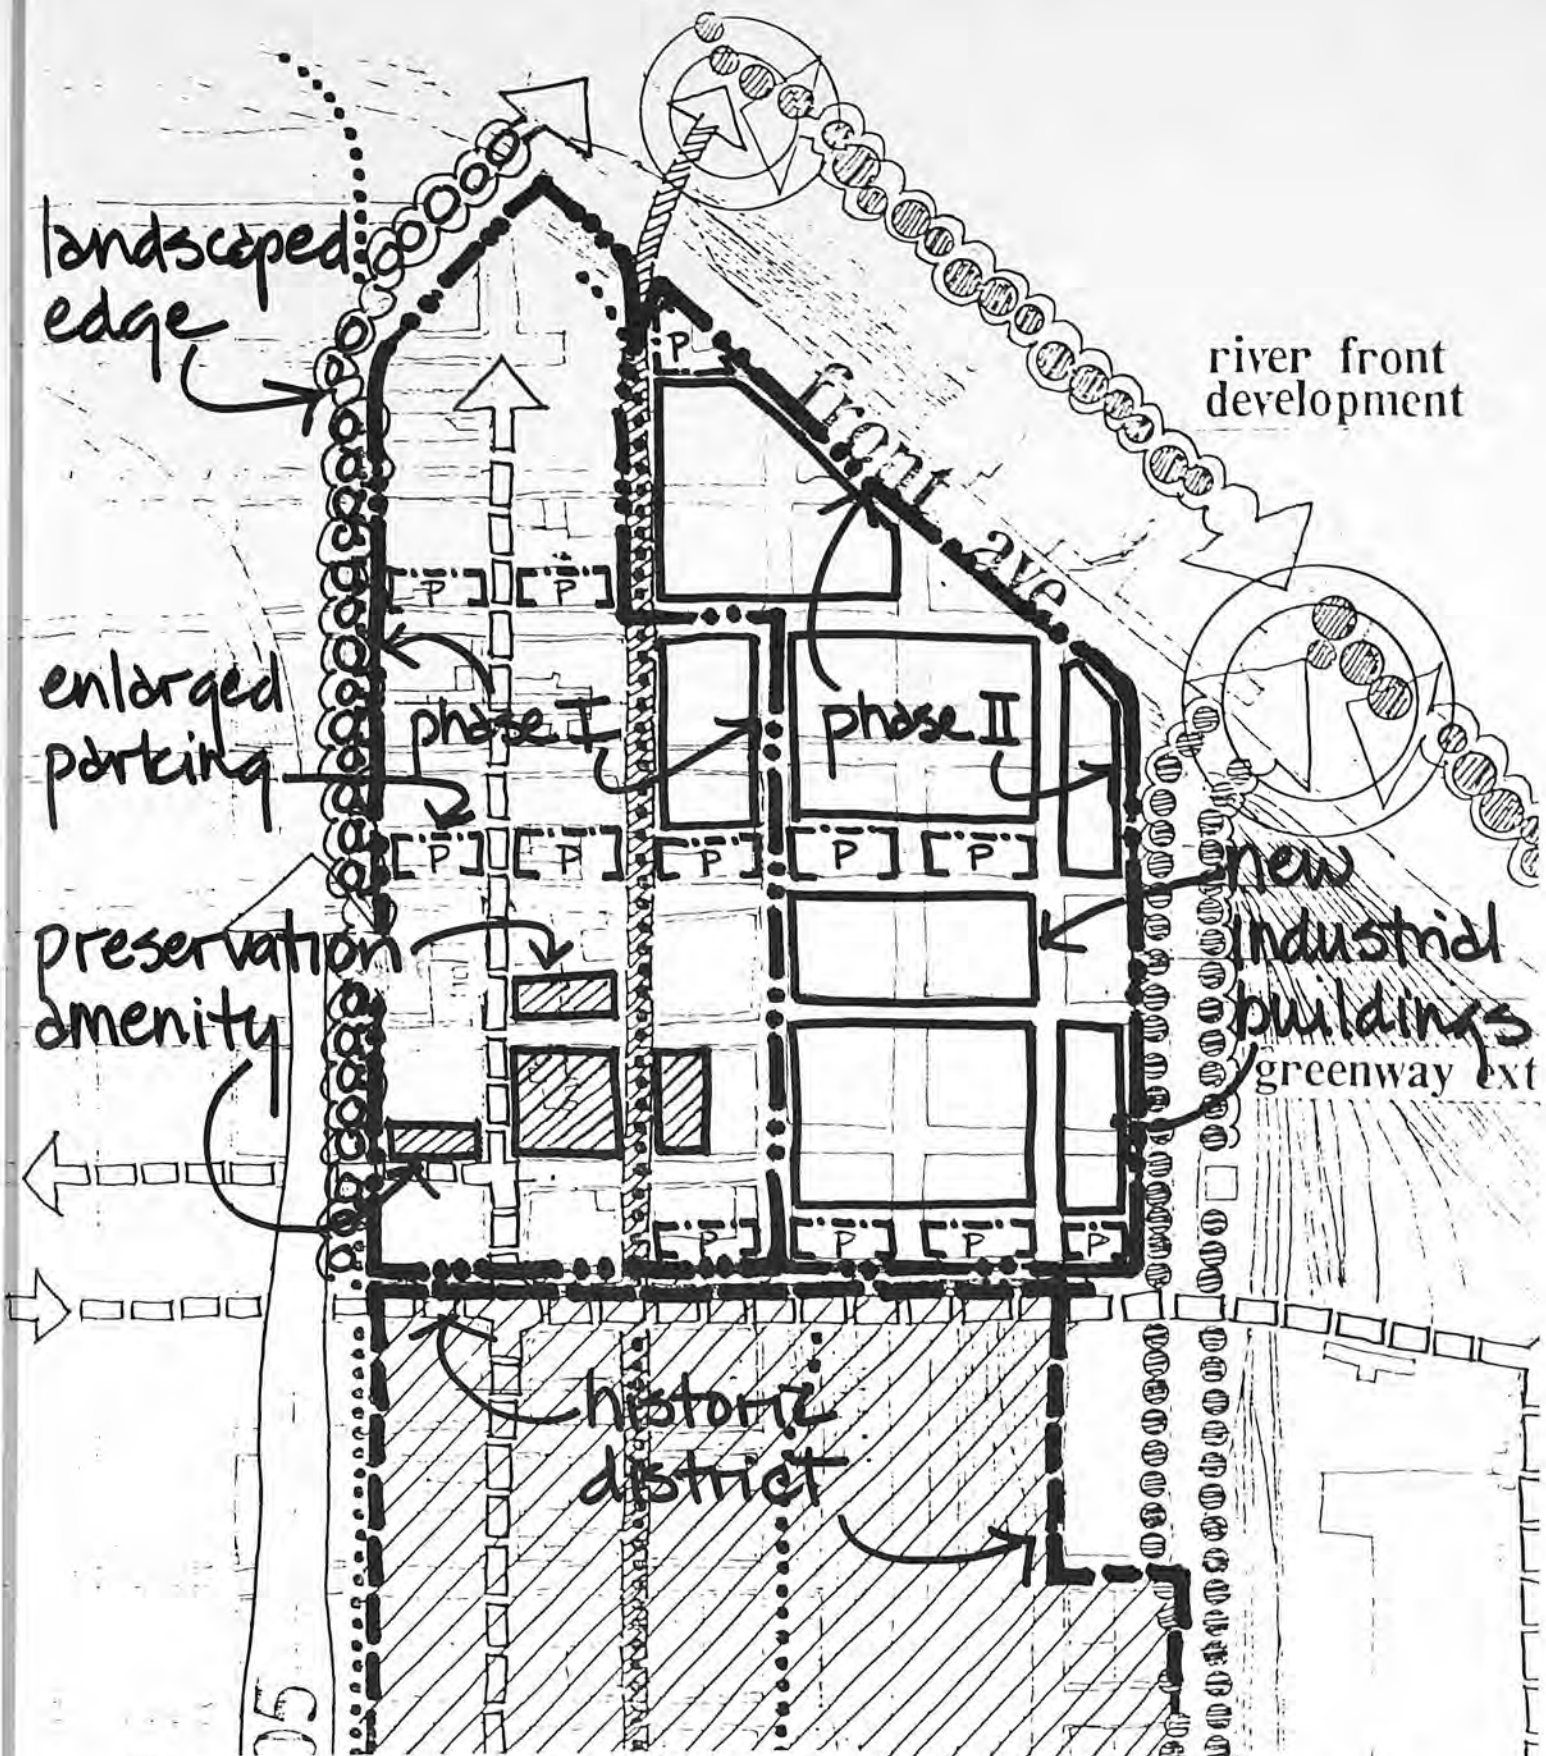 landscaped
edge
river front
development
P
front ave
P P
enlarged
parking
phase I
phase II
P P P P P
new
industrial
buildings
preservation
amenity
greenway ext
P P P P
historic
district